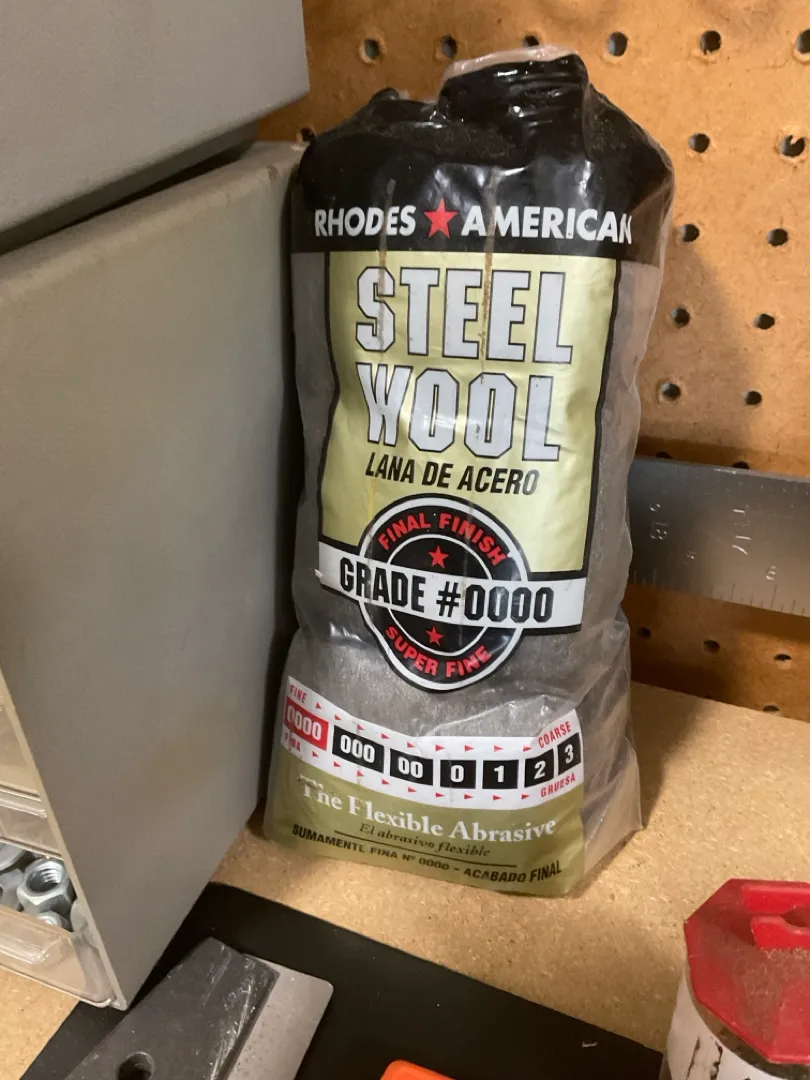 RHODES AMERICAN
STEEL
WOOL
LANA DE ACERO
FINAL FINISH
GRADE #0000
SUPER FINE
FINE
COARSE
0000 000 00 0 1 2 3
GRUESA
The Flexible Abrasive
El abrasivo flexible
SUMAMENTE FINA Nº 0000 - ACABADO FINAL